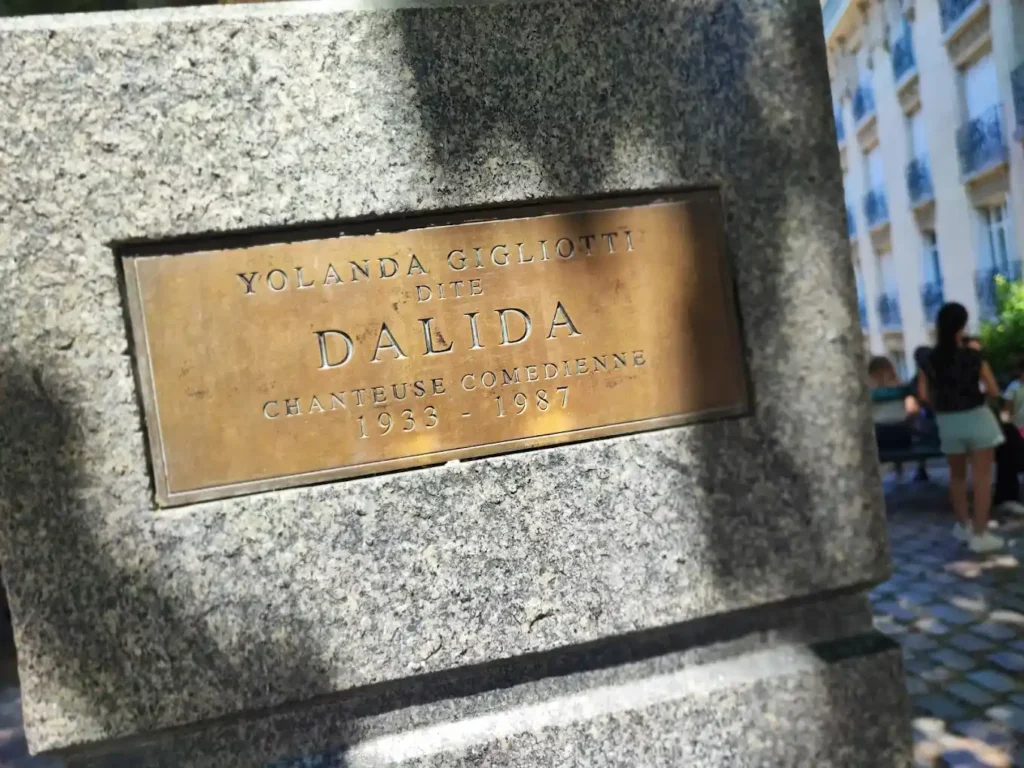 YOLANDA GIGLIOTTI
DITE
DALIDA
CHANTEUSE COMEDIENNE
1933 - 1987